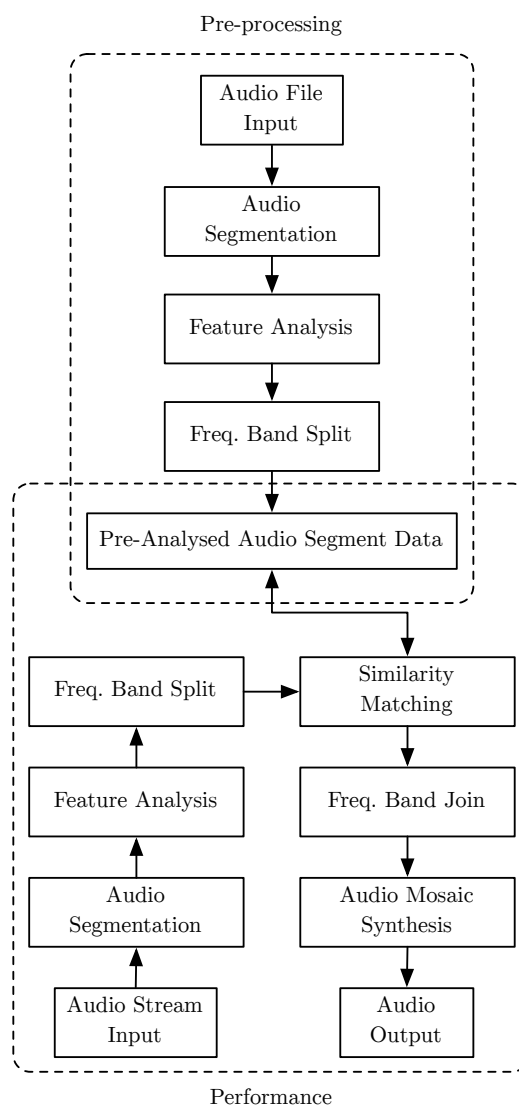 Pre-processing
Audio File
Input
Audio
Segmentation
Feature Analysis
Freq. Band Split
Pre-Analysed Audio Segment Data
Freq. Band Split
Similarity
Matching
Feature Analysis
Freq. Band Join
Audio
Segmentation
Audio Mosaic
Synthesis
Audio Stream
Input
Audio
Output
Performance